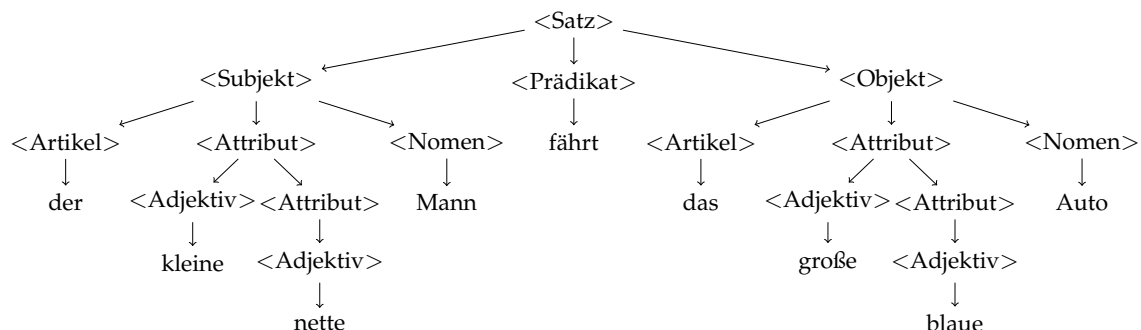 <Satz>
<Subjekt> <Prädikat> <Objekt>
<Artikel> <Attribut> <Nomen> fährt <Artikel> <Attribut> <Nomen>
der <Adjektiv> <Attribut> Mann das <Adjektiv> <Attribut> Auto
kleine <Adjektiv> große <Adjektiv>
nette blaue